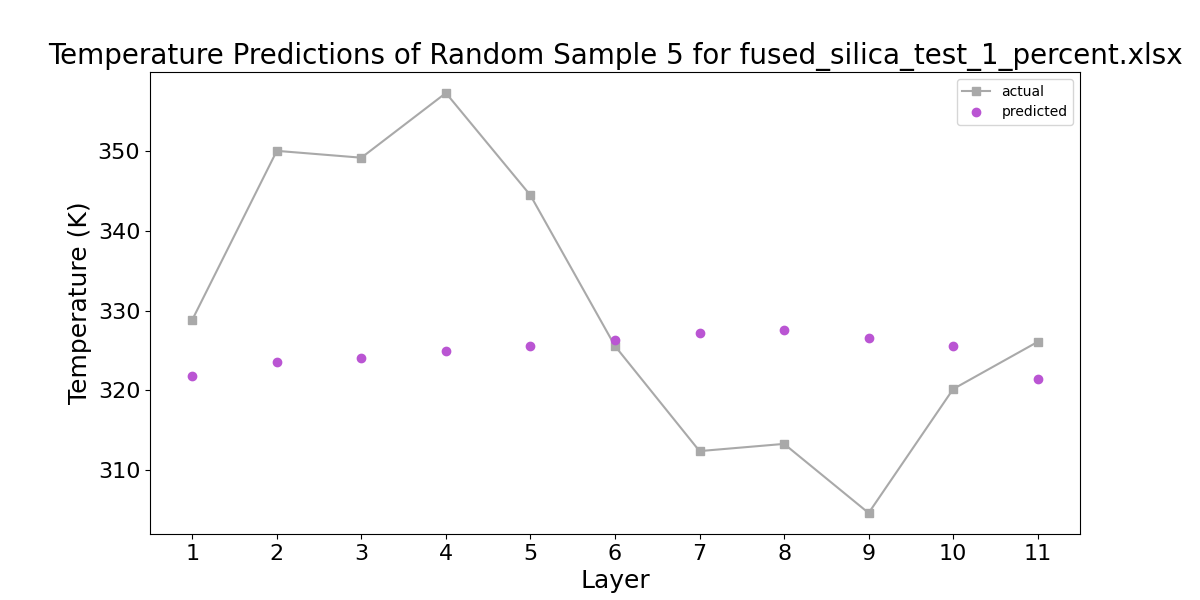 Temperature Predictions of Random Sample 5 for fused_silica_test_1_percent.xlsx
actual
predicted
Temperature (K)
350
340
330
320
310
1 2 3 4 5 6 7 8 9 10 11
Layer